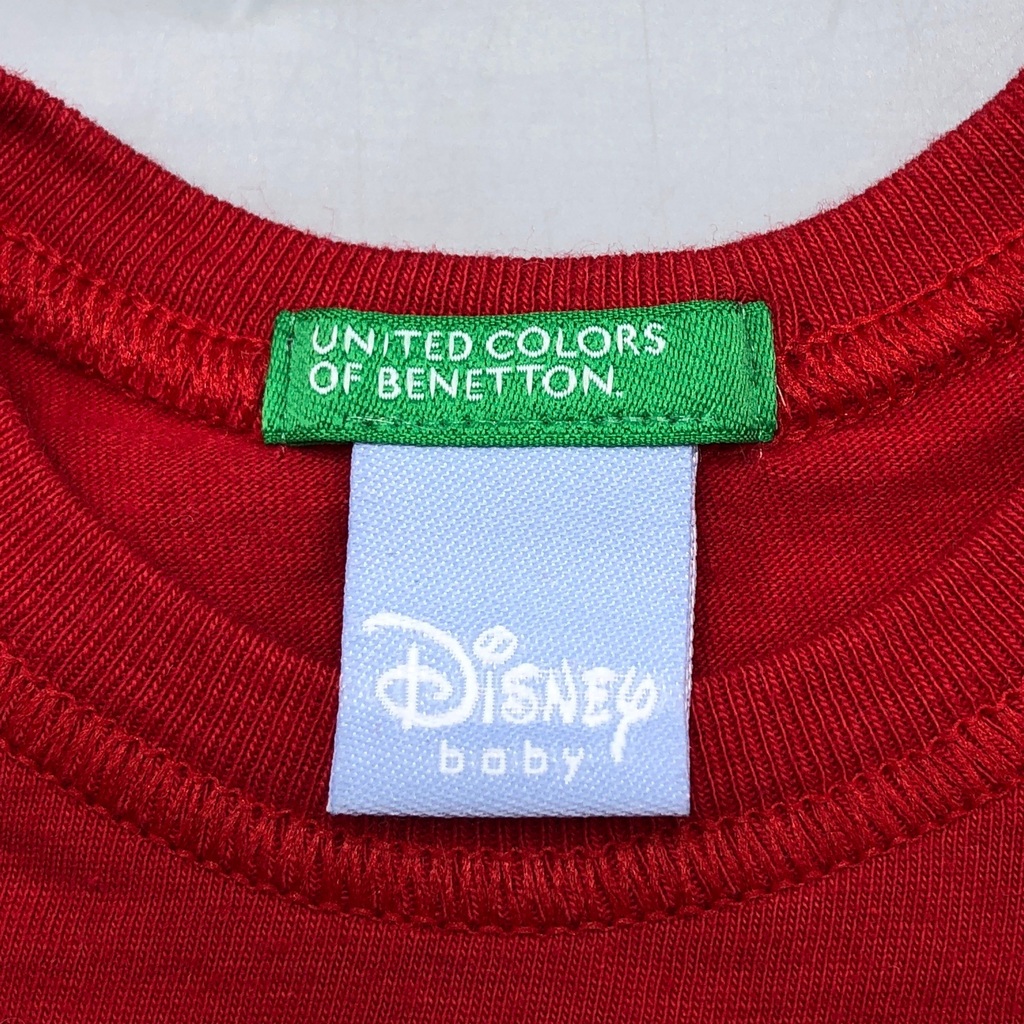 UNITED COLORS
OF BENETTON.
Disney
baby